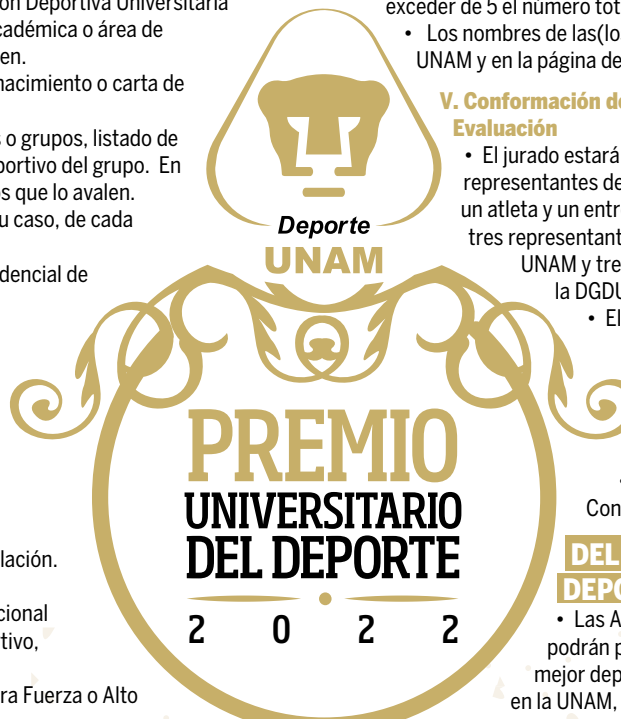 ón Deportiva Universitaria
cadémica o área de
en.
nacimiento o carta de
s o grupos, listado de
portivo del grupo. En
os que lo avalen.
u caso, de cada
dencial de
lación.
cional
tivo,
ra Fuerza o Alto
Deporte
UNAM
PREMIO
UNIVERSITARIO
DEL DEPORTE
2 0 2 2
exceder de 5 el número tot
• Los nombres de las(lo
UNAM y en la página de
V. Conformación de
Evaluación
• El jurado estará
representantes de
un atleta y un entre
tres representant
UNAM y tre
la DGDU
• El
Con
DEL
DEPO
• Las A
podrán p
mejor dep
en la UNAM,